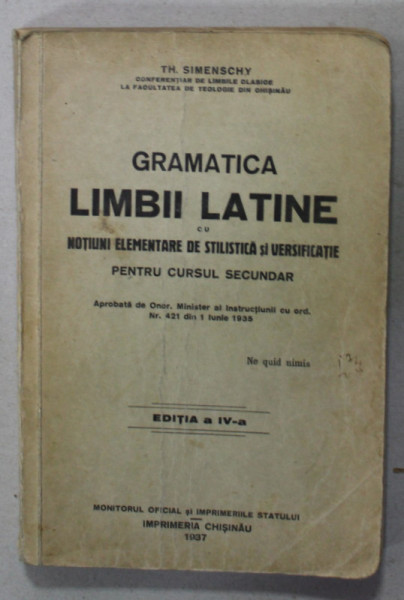 TH. SIMENSCHY
CONFERENȚIAR DE LIMBILE CLASICE
LA FACULTATEA DE TEOLOGIE DIN CHIȘINĂU
GRAMATICA
LIMBII LATINE
CU
NOȚIUNI ELEMENTARE DE STILISTICĂ și VERSIFICAȚIE
PENTRU CURSUL SECUNDAR
Aprobată de Onor. Minister al Instrucțiunii cu ord.
Nr. 421 din 1 Iunie 1935
Ne quid nimis
EDIȚIA a IV-a
MONITORUL OFICIAL și IMPRIMERIILE STATULUI
IMPRIMERIA CHIȘINĂU
1937